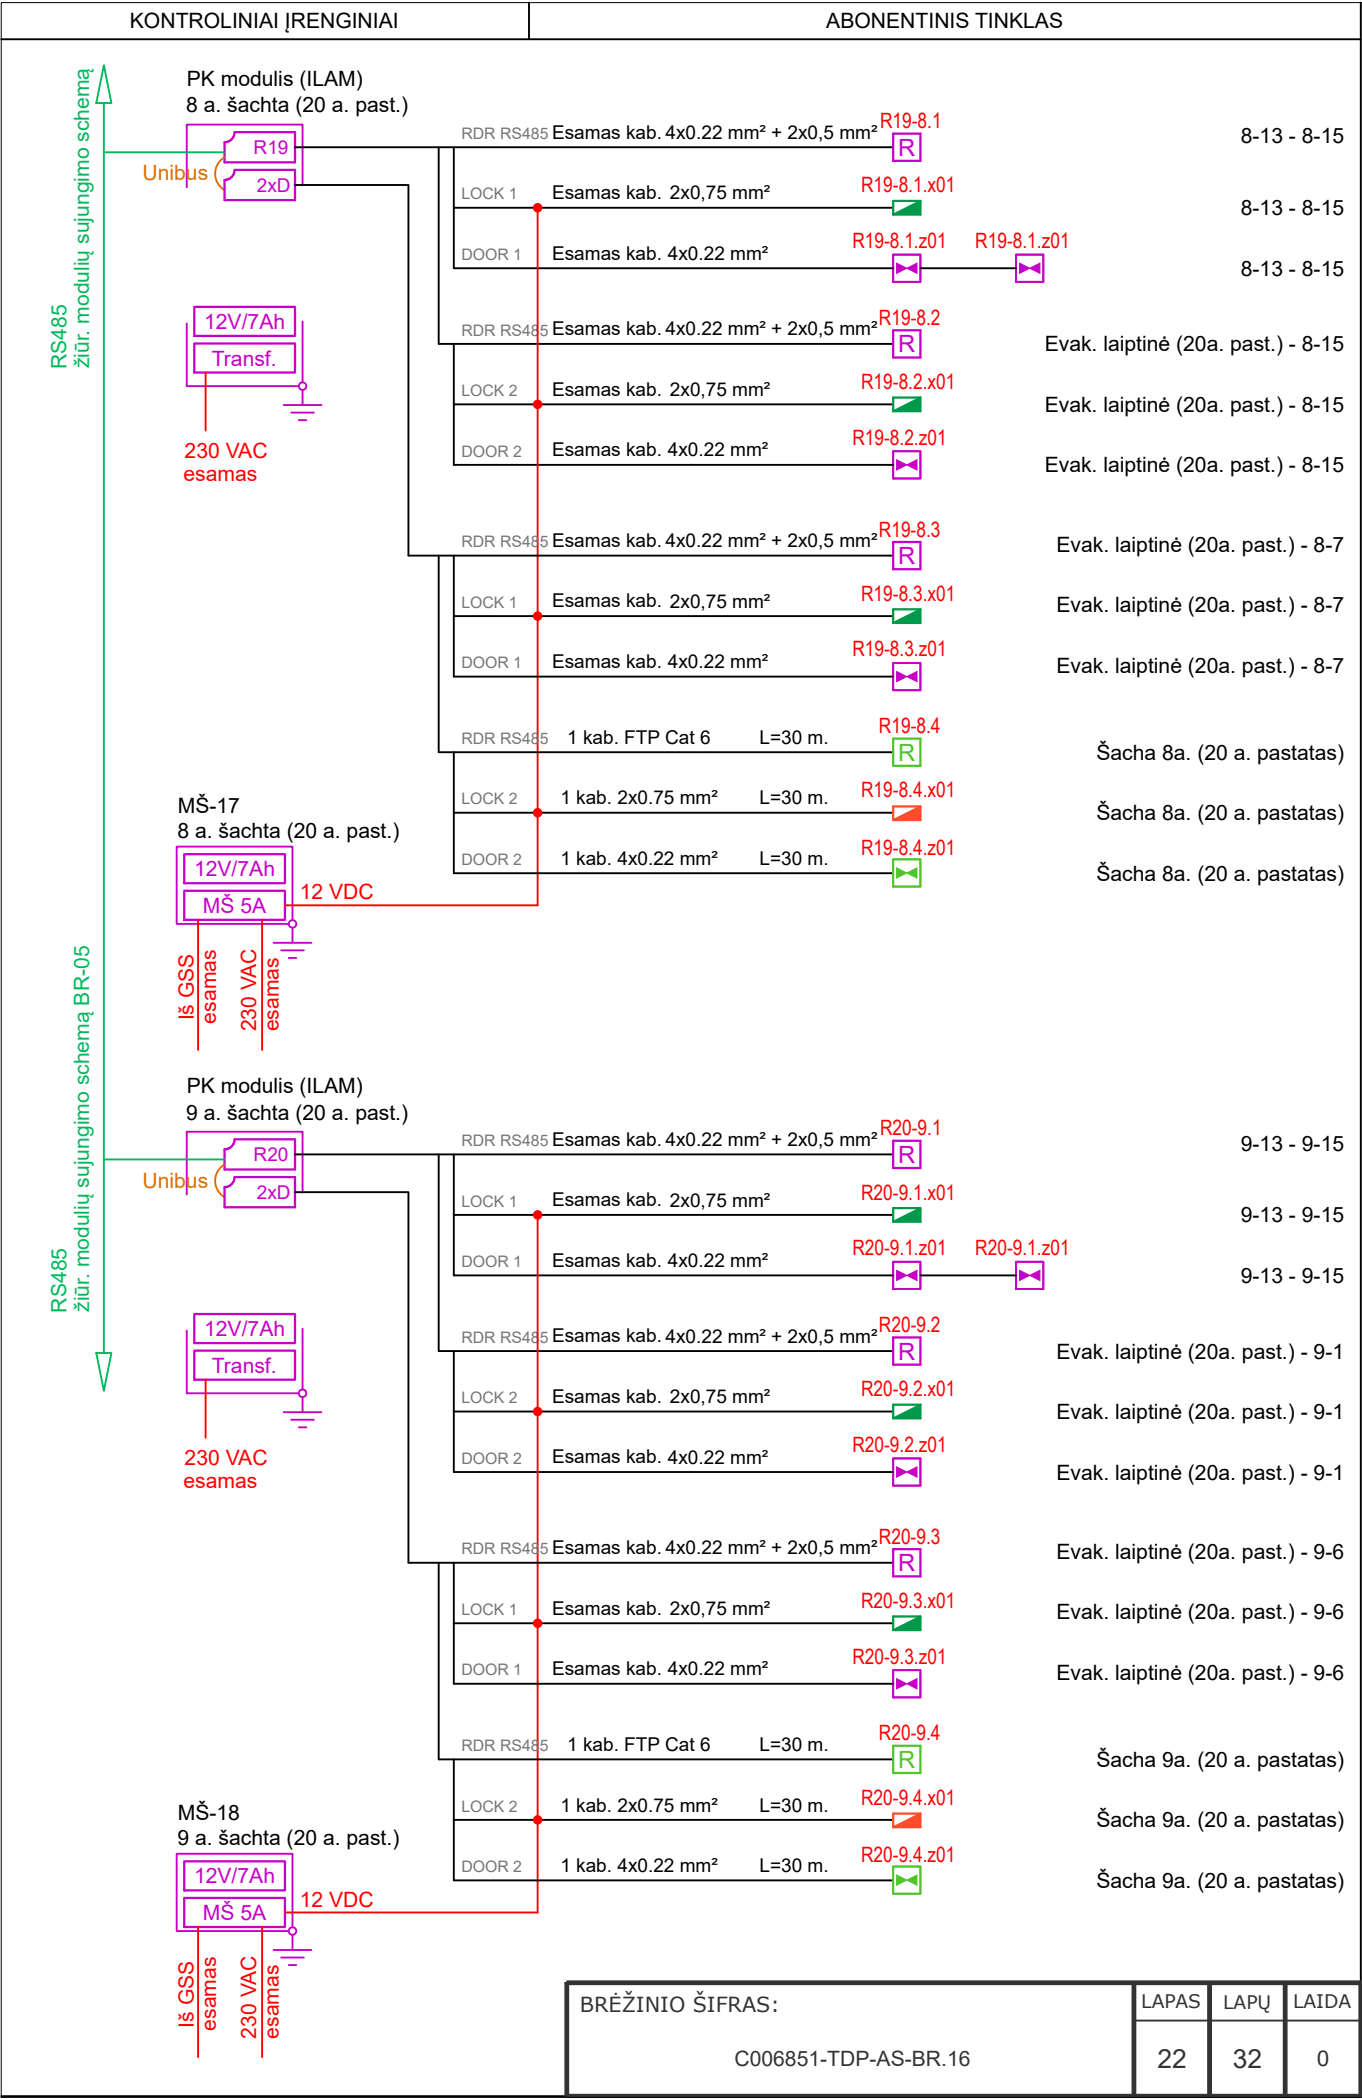 KONTROLINIAI ĮRENGINIAI
ABONENTINIS TINKLAS
RS485
žiūr. modulių sujungimo schemą
PK modulis (ILAM)
8 a. šachta (20 a. past.)
R19
Unibus
2xD
12V/7Ah
Transf.
230 VAC
esamas
RDR RS485 Esamas kab. 4x0.22 mm² + 2x0,5 mm² R19-8.1 R 8-13 - 8-15
LOCK 1 Esamas kab. 2x0,75 mm² R19-8.1.x01 8-13 - 8-15
DOOR 1 Esamas kab. 4x0.22 mm² R19-8.1.z01 R19-8.1.z01 8-13 - 8-15
RDR RS485 Esamas kab. 4x0.22 mm² + 2x0,5 mm² R19-8.2 R Evak. laiptinė (20a. past.) - 8-15
LOCK 2 Esamas kab. 2x0,75 mm² R19-8.2.x01 Evak. laiptinė (20a. past.) - 8-15
DOOR 2 Esamas kab. 4x0.22 mm² R19-8.2.z01 Evak. laiptinė (20a. past.) - 8-15
RDR RS485 Esamas kab. 4x0.22 mm² + 2x0,5 mm² R19-8.3 R Evak. laiptinė (20a. past.) - 8-7
LOCK 1 Esamas kab. 2x0,75 mm² R19-8.3.x01 Evak. laiptinė (20a. past.) - 8-7
DOOR 1 Esamas kab. 4x0.22 mm² R19-8.3.z01 Evak. laiptinė (20a. past.) - 8-7
RDR RS485 1 kab. FTP Cat 6 L=30 m. R19-8.4 R Šacha 8a. (20 a. pastatas)
LOCK 2 1 kab. 2x0.75 mm² L=30 m. R19-8.4.x01 Šacha 8a. (20 a. pastatas)
DOOR 2 1 kab. 4x0.22 mm² L=30 m. R19-8.4.z01 Šacha 8a. (20 a. pastatas)
MŠ-17
8 a. šachta (20 a. past.)
12V/7Ah
MŠ 5A
12 VDC
Iš GSS
esamas
230 VAC
esamas
RS485
žiūr. modulių sujungimo schemą BR-05
PK modulis (ILAM)
9 a. šachta (20 a. past.)
R20
Unibus
2xD
12V/7Ah
Transf.
230 VAC
esamas
RDR RS485 Esamas kab. 4x0.22 mm² + 2x0,5 mm² R20-9.1 R 9-13 - 9-15
LOCK 1 Esamas kab. 2x0,75 mm² R20-9.1.x01 9-13 - 9-15
DOOR 1 Esamas kab. 4x0.22 mm² R20-9.1.z01 R20-9.1.z01 9-13 - 9-15
RDR RS485 Esamas kab. 4x0.22 mm² + 2x0,5 mm² R20-9.2 R Evak. laiptinė (20a. past.) - 9-1
LOCK 2 Esamas kab. 2x0,75 mm² R20-9.2.x01 Evak. laiptinė (20a. past.) - 9-1
DOOR 2 Esamas kab. 4x0.22 mm² R20-9.2.z01 Evak. laiptinė (20a. past.) - 9-1
RDR RS485 Esamas kab. 4x0.22 mm² + 2x0,5 mm² R20-9.3 R Evak. laiptinė (20a. past.) - 9-6
LOCK 1 Esamas kab. 2x0,75 mm² R20-9.3.x01 Evak. laiptinė (20a. past.) - 9-6
DOOR 1 Esamas kab. 4x0.22 mm² R20-9.3.z01 Evak. laiptinė (20a. past.) - 9-6
RDR RS485 1 kab. FTP Cat 6 L=30 m. R20-9.4 R Šacha 9a. (20 a. pastatas)
LOCK 2 1 kab. 2x0.75 mm² L=30 m. R20-9.4.x01 Šacha 9a. (20 a. pastatas)
DOOR 2 1 kab. 4x0.22 mm² L=30 m. R20-9.4.z01 Šacha 9a. (20 a. pastatas)
MŠ-18
9 a. šachta (20 a. past.)
12V/7Ah
MŠ 5A
12 VDC
Iš GSS
esamas
230 VAC
esamas
BRĖŽINIO ŠIFRAS:
C006851-TDP-AS-BR.16
LAPAS LAPŲ LAIDA
22 32 0